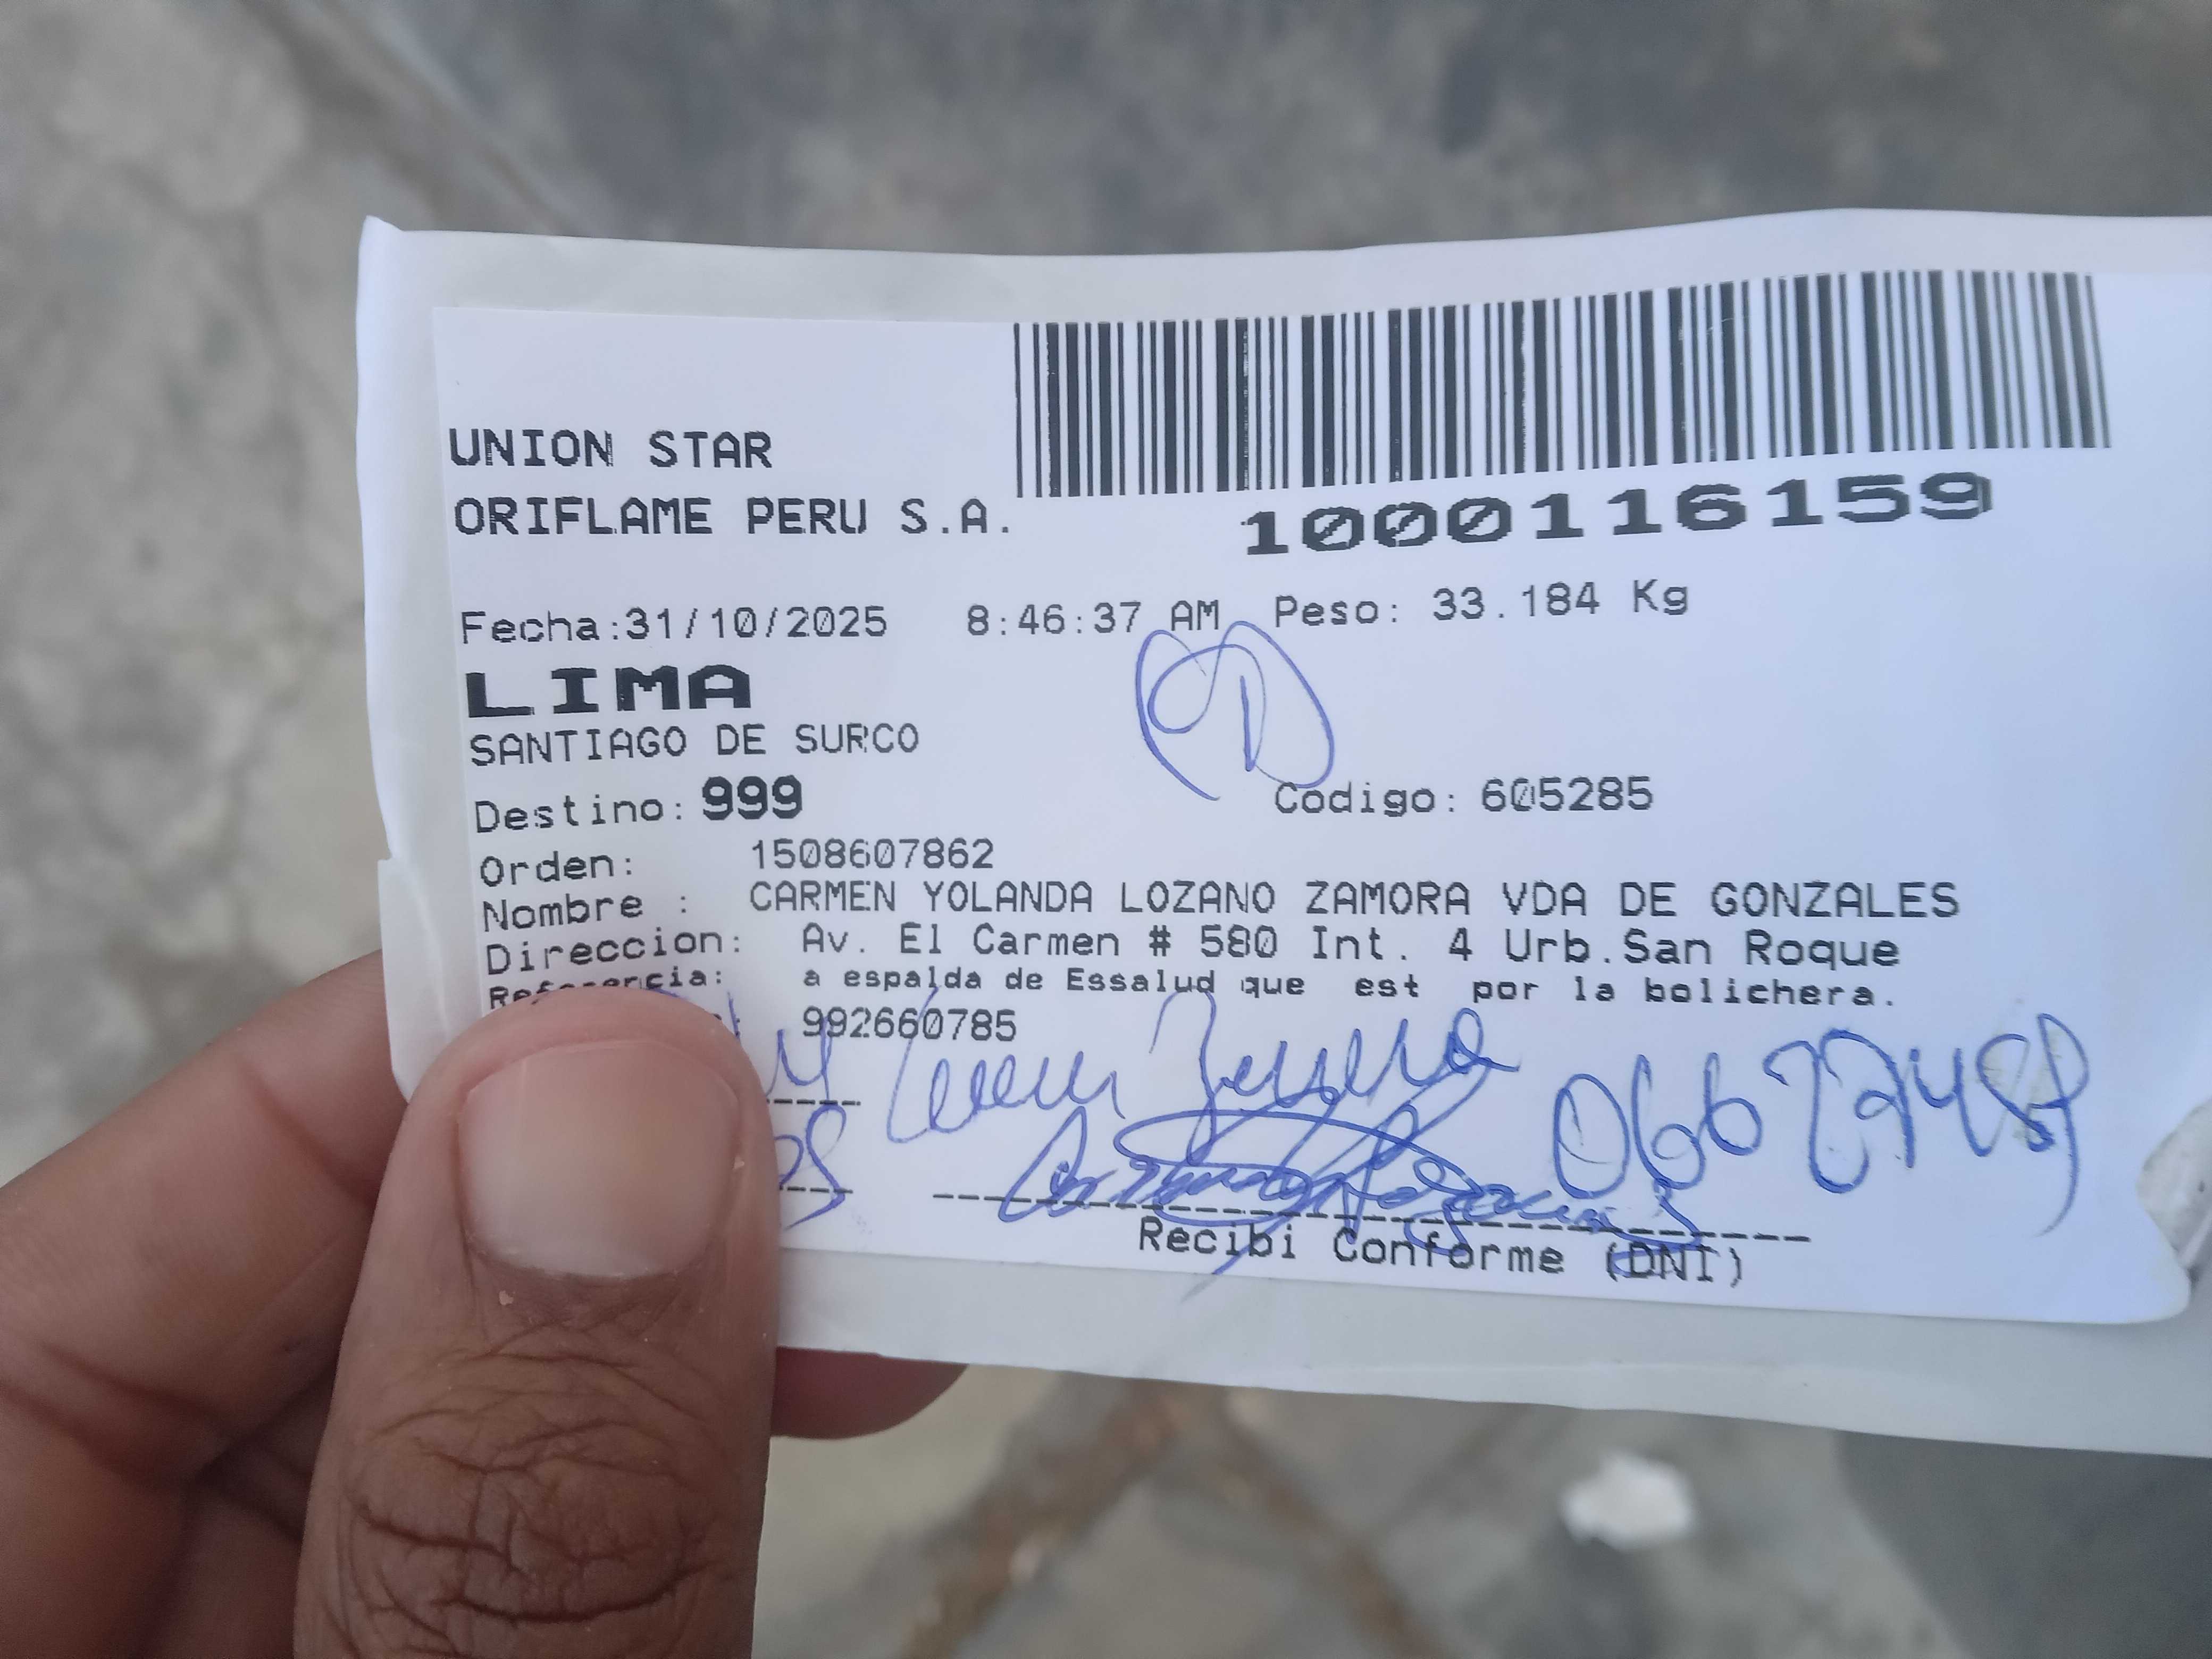 UNION STAR
ORIFLAME PERU S.A.
1000116159
Fecha:31/10/2025 8:46:37 AM Peso: 33.184 Kg
LIMA
SANTIAGO DE SURCO
Destino: 999 Codigo: 605285
Orden: 1508607862
Nombre : CARMEN YOLANDA LOZANO ZAMORA VDA DE GONZALES
Direccion: Av. El Carmen # 580 Int. 4 Urb.San Roque
Referencia: a espalda de Essalud que est por la bolichera.
992660785
Recibi Conforme (DNI)